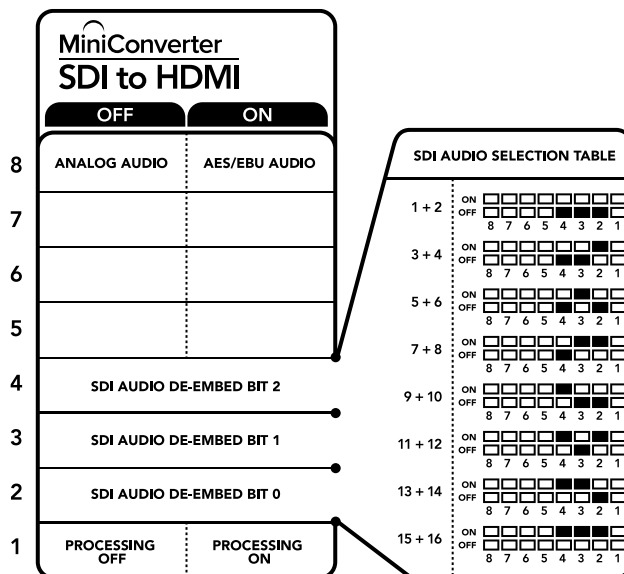 MiniConverter
SDI to HDMI
OFF ON
8 ANALOG AUDIO AES/EBU AUDIO
7
6
5
4 SDI AUDIO DE-EMBED BIT 2
3 SDI AUDIO DE-EMBED BIT 1
2 SDI AUDIO DE-EMBED BIT 0
1 PROCESSING OFF PROCESSING ON
SDI AUDIO SELECTION TABLE
1 + 2
ON
OFF
8 7 6 5 4 3 2 1
3 + 4
ON
OFF
8 7 6 5 4 3 2 1
5 + 6
ON
OFF
8 7 6 5 4 3 2 1
7 + 8
ON
OFF
8 7 6 5 4 3 2 1
9 + 10
ON
OFF
8 7 6 5 4 3 2 1
11 + 12
ON
OFF
8 7 6 5 4 3 2 1
13 + 14
ON
OFF
8 7 6 5 4 3 2 1
15 + 16
ON
OFF
8 7 6 5 4 3 2 1